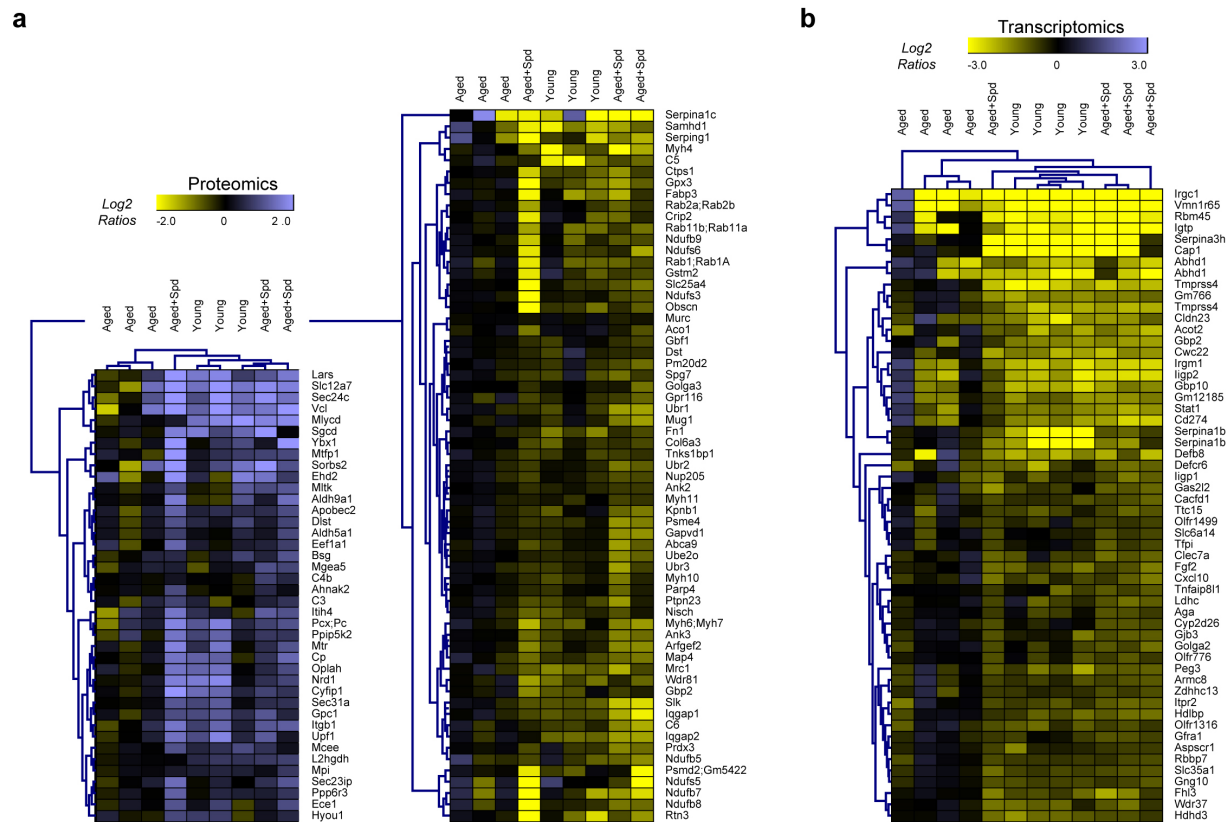 a
b
Proteomics
Log2
Ratios
-2.0
0
2.0
Aged
Aged
Aged
Aged+Spd
Young
Young
Young
Aged+Spd
Aged+Spd
Lars
Slc12a7
Sec24c
Vcl
Mlycd
Sgcd
Ybx1
Mtfp1
Sorbs2
Ehd2
Mltk
Aldh9a1
Apobec2
Dlst
Aldh5a1
Eef1a1
Bsg
Mgea5
C4b
Ahnak2
C3
Itih4
Pcx;Pc
Ppip5k2
Mtr
Cp
Oplah
Nrd1
Cyfip1
Sec31a
Gpc1
Itgb1
Upf1
Mcee
L2hgdh
Mpi
Sec23ip
Ppp6r3
Ece1
Hyou1
Aged
Aged
Aged
Aged+Spd
Young
Young
Young
Aged+Spd
Aged+Spd
Serpina1c
Samhd1
Serping1
Myh4
C5
Ctps1
Gpx3
Fabp3
Rab2a;Rab2b
Crip2
Rab11b;Rab11a
Ndufb9
Ndufs6
Rab1;Rab1A
Gstm2
Slc25a4
Ndufs3
Obscn
Murc
Aco1
Gbf1
Dst
Pm20d2
Spg7
Golga3
Gpr116
Ubr1
Mug1
Fn1
Col6a3
Tnks1bp1
Ubr2
Nup205
Ank2
Myh11
Kpnb1
Psme4
Gapvd1
Abca9
Ube2o
Ubr3
Myh10
Parp4
Ptpn23
Nisch
Myh6;Myh7
Ank3
Arfgef2
Map4
Mrc1
Wdr81
Gbp2
Slk
Iqgap1
C6
Iqgap2
Prdx3
Ndufb5
Psmd2;Gm5422
Ndufs5
Ndufb7
Ndufb8
Rtn3
Transcriptomics
Log2
Ratios
-3.0
0
3.0
Aged
Aged
Aged
Aged
Aged+Spd
Young
Young
Young
Young
Aged+Spd
Aged+Spd
Aged+Spd
Irgc1
Vmn1r65
Rbm45
Igtp
Serpina3h
Cap1
Abhd1
Abhd1
Tmprss4
Gm766
Tmprss4
Cldn23
Acot2
Gbp2
Cwc22
Irgm1
Iigp2
Gbp10
Gm12185
Stat1
Cd274
Serpina1b
Serpina1b
Defb8
Defcr6
Iigp1
Gas2l2
Cacfd1
Ttc15
Olfr1499
Slc6a14
Tfpi
Clec7a
Fgf2
Cxcl10
Tnfaip8l1
Ldhc
Aga
Cyp2d26
Gjb3
Golga2
Olfr776
Peg3
Armc8
Zdhhc13
Itpr2
Hdlbp
Olfr1316
Gfra1
Aspscr1
Rbbp7
Slc35a1
Gng10
Fhl3
Wdr37
Hdhd3